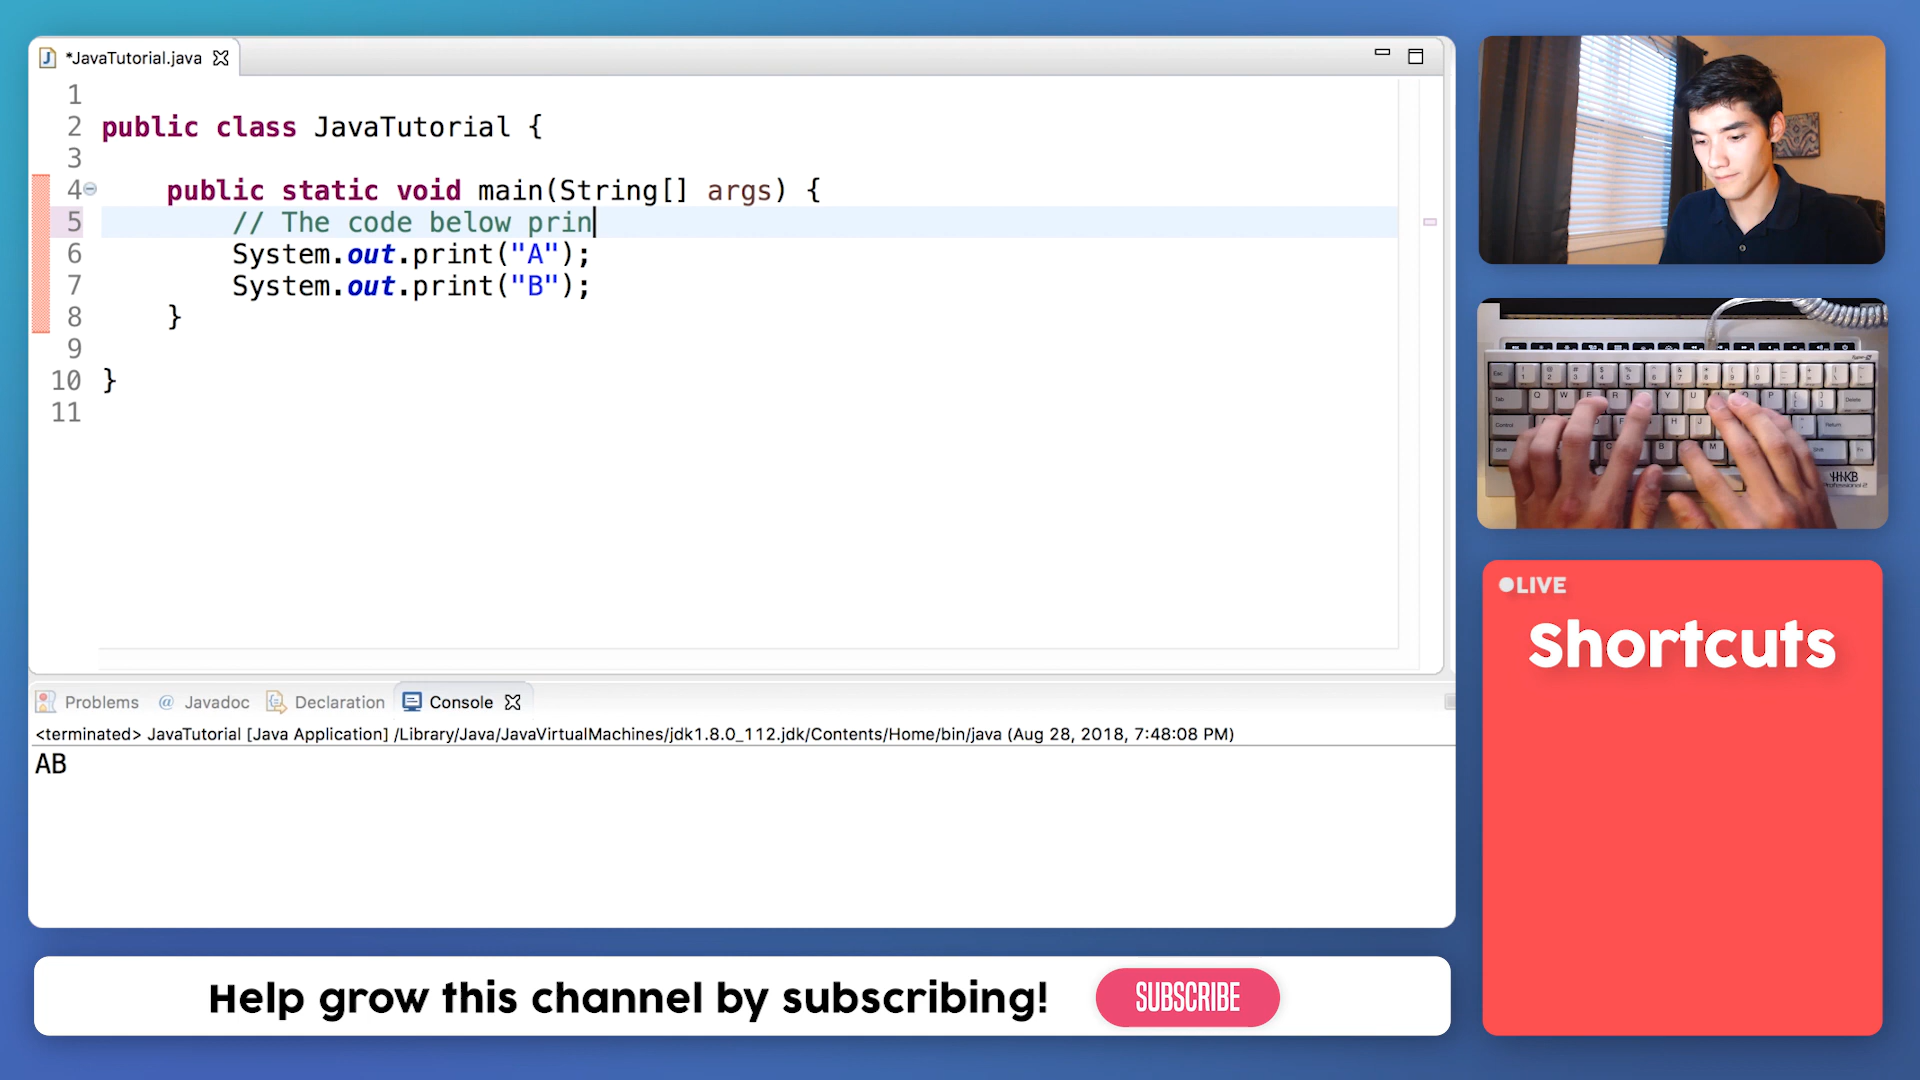 *JavaTutorial.java
1
2 public class JavaTutorial {
3
4 public static void main(String[] args) {
5 // The code below prin
6 System.out.print("A");
7 System.out.print("B");
8 }
9
10 }
11
Problems @ Javadoc Declaration Console
<terminated> JavaTutorial [Java Application] /Library/Java/JavaVirtualMachines/jdk1.8.0_112.jdk/Contents/Home/bin/java (Aug 28, 2018, 7:48:08 PM)
AB
Help grow this channel by subscribing!
SUBSCRIBE
LIVE
Shortcuts
HHKB
Professional 2